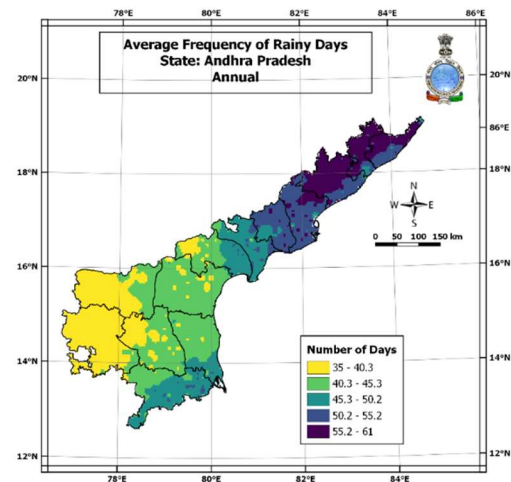 78°E 80°E 82°E 84°E 86°E
Average Frequency of Rainy Days
State: Andhra Pradesh
Annual
20°N 20°N
86°E
18°N 18°N
N
W E
S
0 50 100 150 km
16°N 16°N
Number of Days
35 - 40.3
40.3 - 45.3
45.3 - 50.2
50.2 - 55.2
55.2 - 61
14°N 14°N
12°N 12°N
78°E 80°E 82°E 84°E